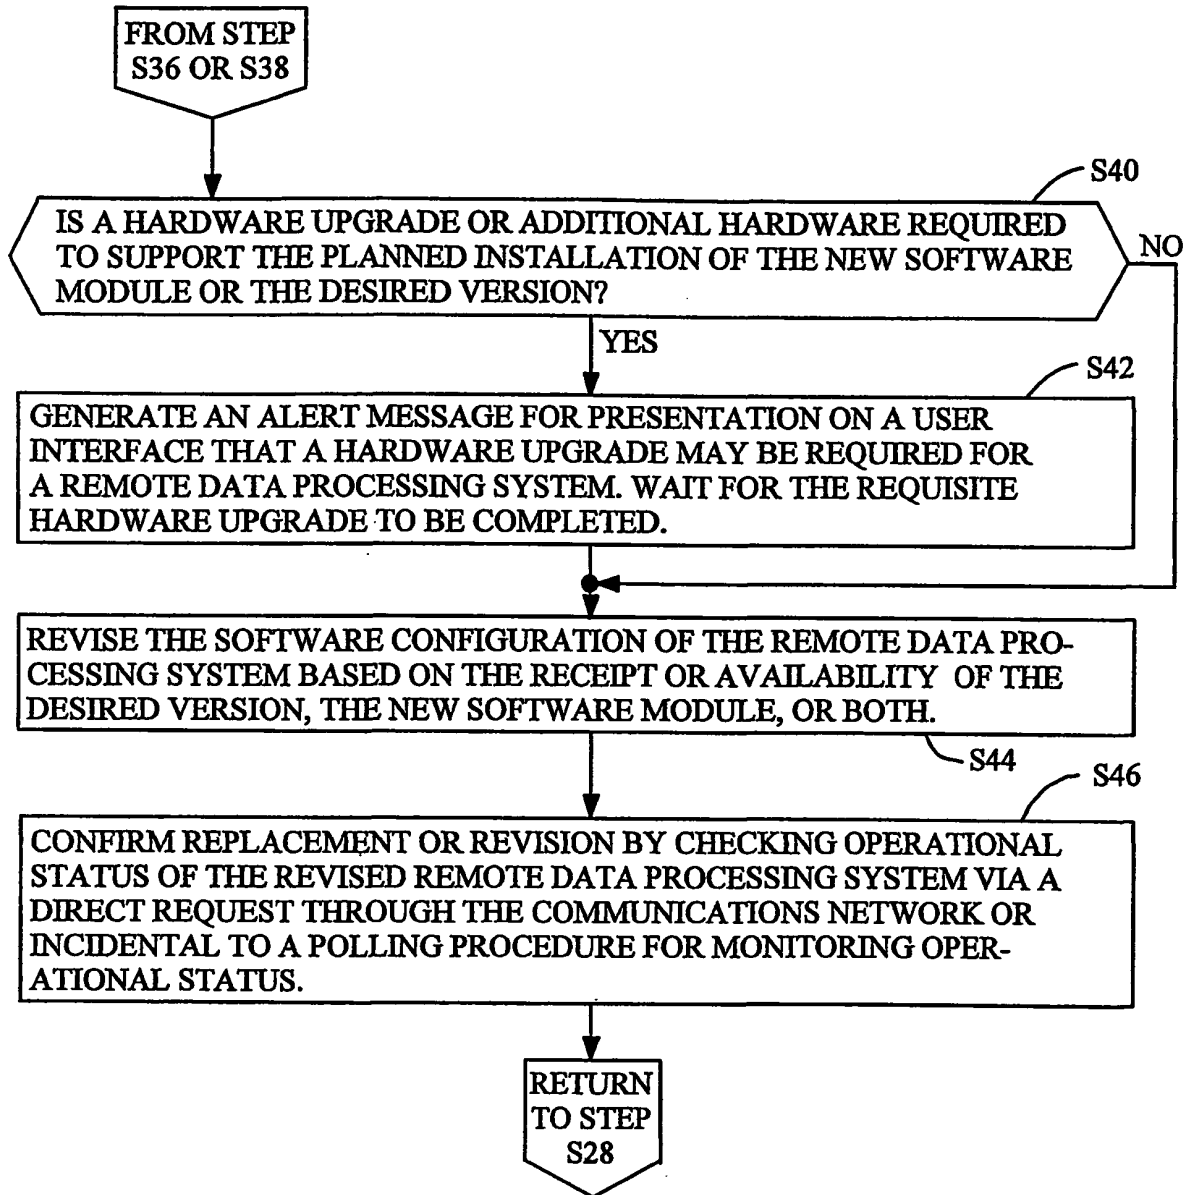 FROM STEP
S36 OR S38
S40
IS A HARDWARE UPGRADE OR ADDITIONAL HARDWARE REQUIRED
TO SUPPORT THE PLANNED INSTALLATION OF THE NEW SOFTWARE
MODULE OR THE DESIRED VERSION?
NO
YES
S42
GENERATE AN ALERT MESSAGE FOR PRESENTATION ON A USER
INTERFACE THAT A HARDWARE UPGRADE MAY BE REQUIRED FOR
A REMOTE DATA PROCESSING SYSTEM. WAIT FOR THE REQUISITE
HARDWARE UPGRADE TO BE COMPLETED.
REVISE THE SOFTWARE CONFIGURATION OF THE REMOTE DATA PRO-
CESSING SYSTEM BASED ON THE RECEIPT OR AVAILABILITY OF THE
DESIRED VERSION, THE NEW SOFTWARE MODULE, OR BOTH.
S44
S46
CONFIRM REPLACEMENT OR REVISION BY CHECKING OPERATIONAL
STATUS OF THE REVISED REMOTE DATA PROCESSING SYSTEM VIA A
DIRECT REQUEST THROUGH THE COMMUNICATIONS NETWORK OR
INCIDENTAL TO A POLLING PROCEDURE FOR MONITORING OPER-
ATIONAL STATUS.
RETURN
TO STEP
S28